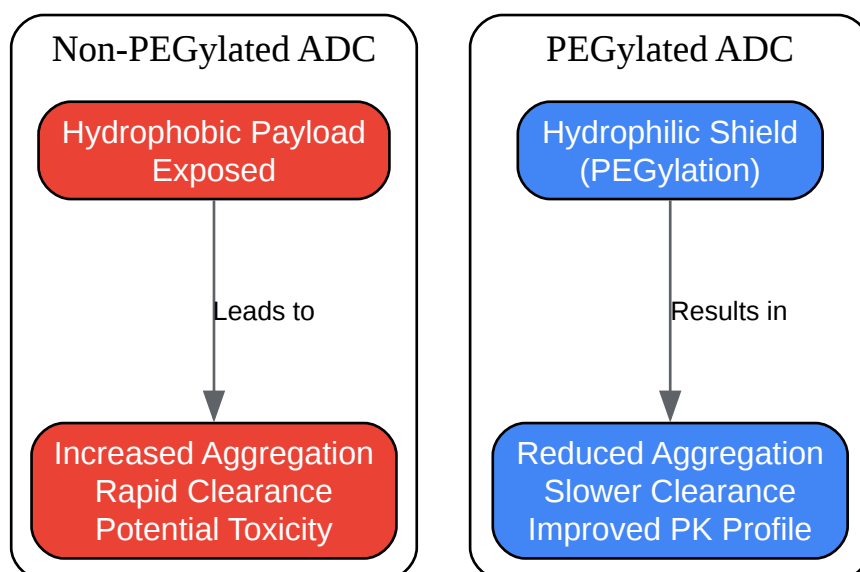 Non-PEGylated ADC
Hydrophobic Payload
Exposed
Leads to
Increased Aggregation
Rapid Clearance
Potential Toxicity
PEGylated ADC
Hydrophilic Shield
(PEGylation)
Results in
Reduced Aggregation
Slower Clearance
Improved PK Profile